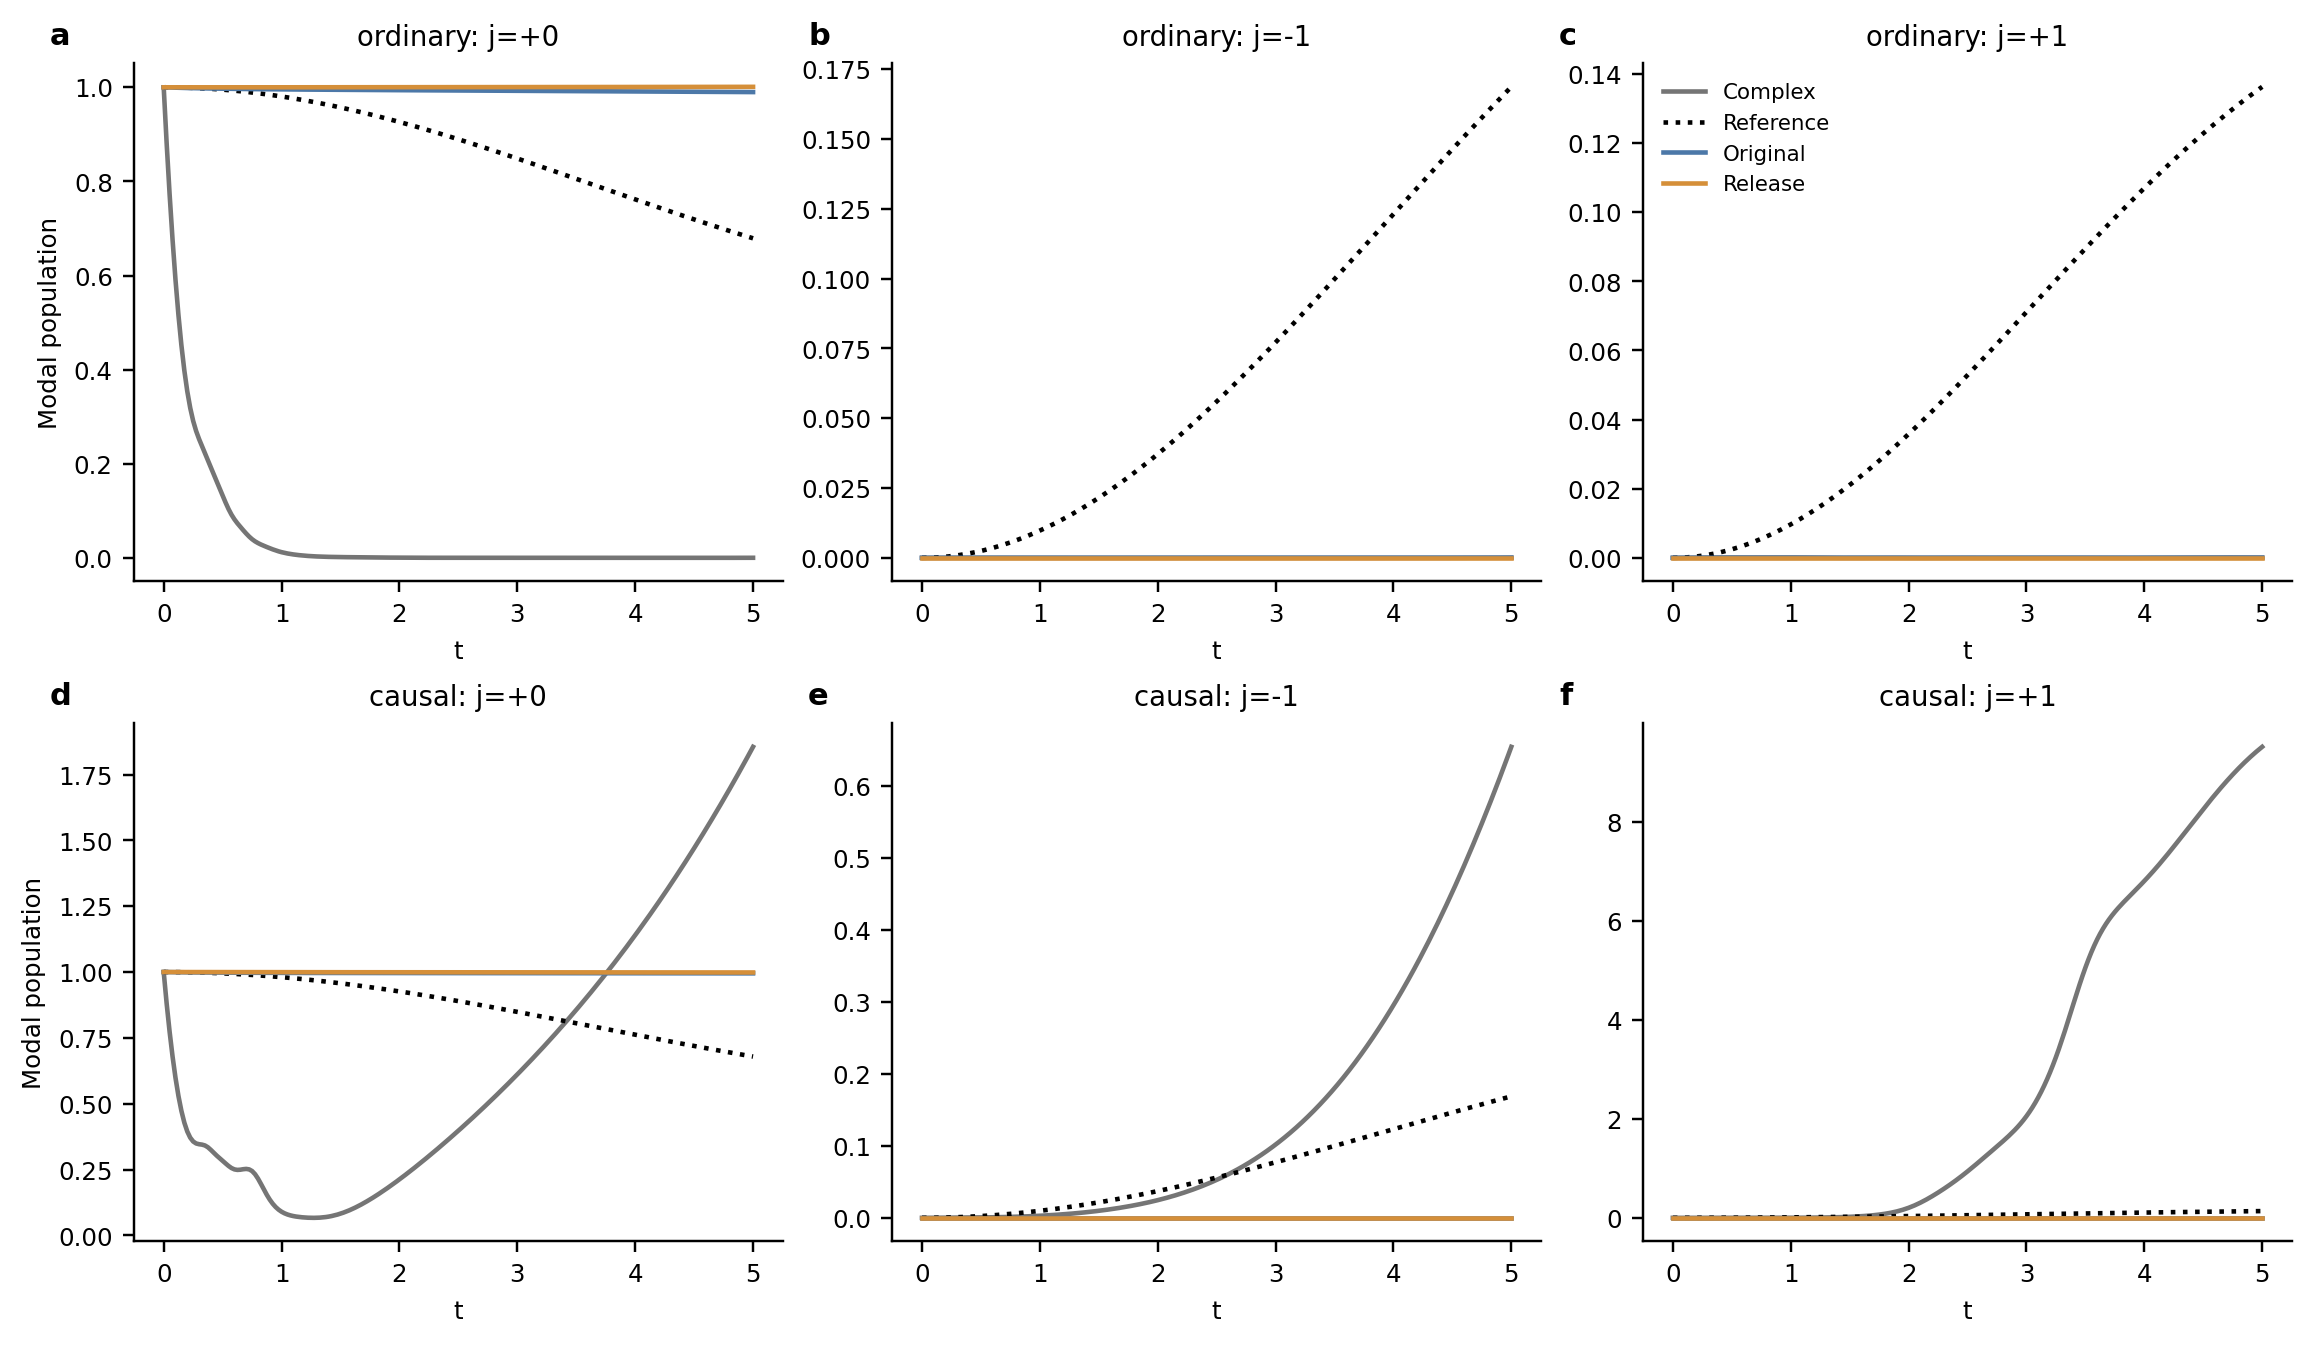 a
ordinary: j=+0
Modal population
1.0
0.8
0.6
0.4
0.2
0.0
0 1 2 3 4 5
t
b
ordinary: j=-1
0.175
0.150
0.125
0.100
0.075
0.050
0.025
0.000
0 1 2 3 4 5
t
c
ordinary: j=+1
0.14
0.12
0.10
0.08
0.06
0.04
0.02
0.00
Complex
Reference
Original
Release
0 1 2 3 4 5
t
d
causal: j=+0
Modal population
1.75
1.50
1.25
1.00
0.75
0.50
0.25
0.00
0 1 2 3 4 5
t
e
causal: j=-1
0.6
0.5
0.4
0.3
0.2
0.1
0.0
0 1 2 3 4 5
t
f
causal: j=+1
8
6
4
2
0
0 1 2 3 4 5
t